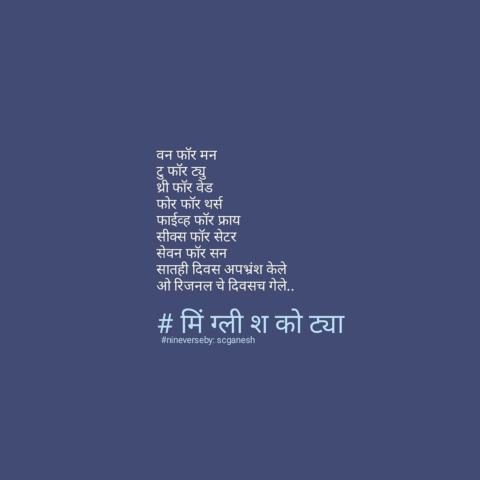 वन फॉर मन
टु फॉर ट्यु
थ्री फॉर वेड
फोर फॉर थर्स
फाईव्ह फॉर फ्राय
सीक्स फॉर सेटर
सेवन फॉर सन
सातही दिवस अपभ्रंश केले
ओ रिजनल चे दिवसच गेले..
# मिं ग्ली श को ट्या
#nineverseby: scganesh